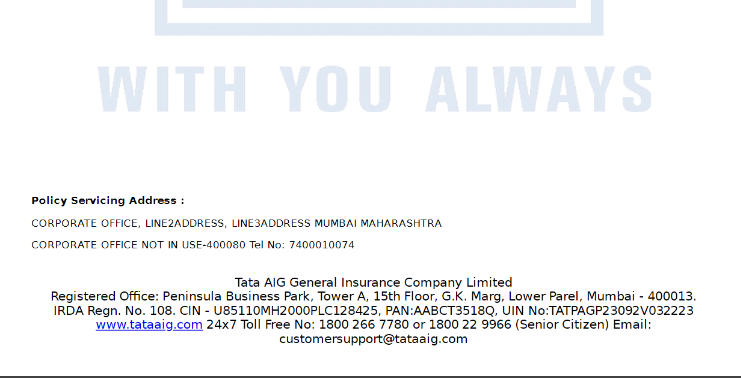 WITH YOU ALWAYS
Policy Servicing Address :
CORPORATE OFFICE, LINE2ADDRESS, LINE3ADDRESS MUMBAI MAHARASHTRA
CORPORATE OFFICE NOT IN USE-400080 Tel No: 7400010074
Tata AIG General Insurance Company Limited
Registered Office: Peninsula Business Park, Tower A, 15th Floor, G.K. Marg, Lower Parel, Mumbai - 400013.
IRDA Regn. No. 108. CIN - U85110MH2000PLC128425, PAN:AABCT3518Q, UIN No:TATPAGP23092V032223
www.tataaig.com 24x7 Toll Free No: 1800 266 7780 or 1800 22 9966 (Senior Citizen) Email:
customersupport@tataaig.com